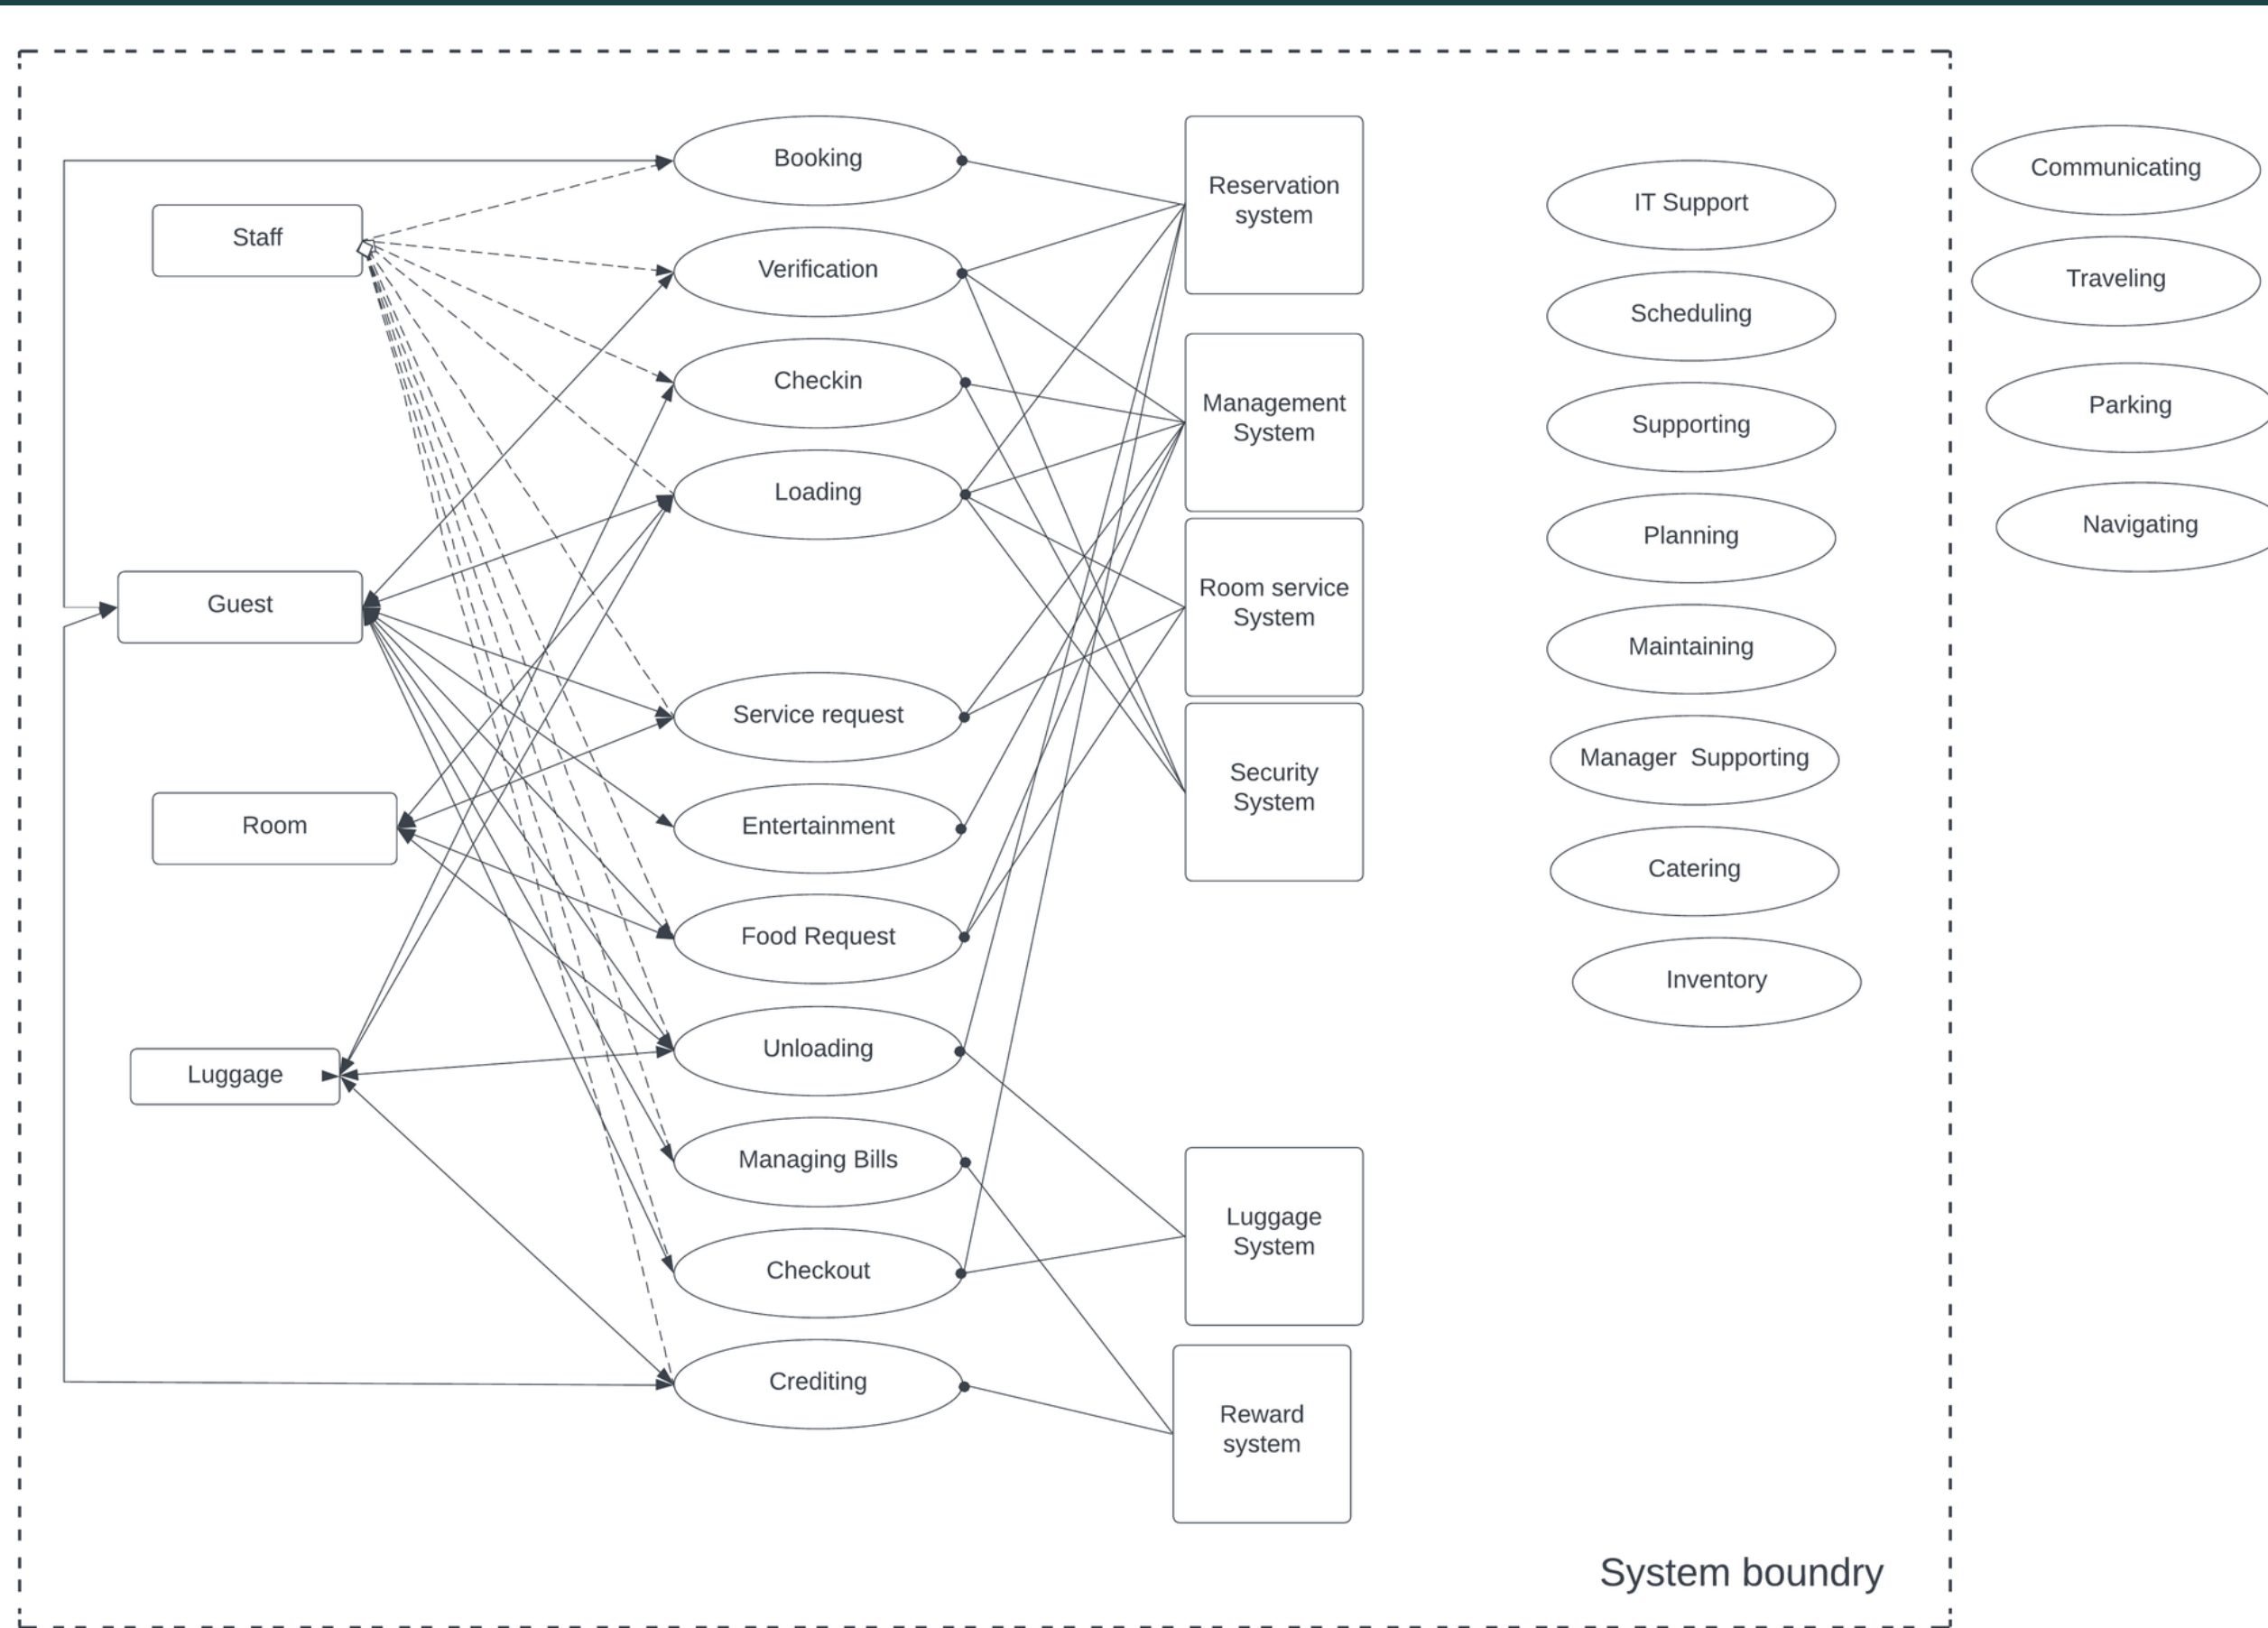 Staff
Guest
Room
Luggage
Booking
Verification
Checkin
Loading
Service request
Entertainment
Food Request
Unloading
Managing Bills
Checkout
Crediting
Reservation
system
Management
System
Room service
System
Security
System
Luggage
System
Reward
system
IT Support
Scheduling
Supporting
Planning
Maintaining
Manager  Supporting
Catering
Inventory
Communicating
Traveling
Parking
Navigating
System boundry